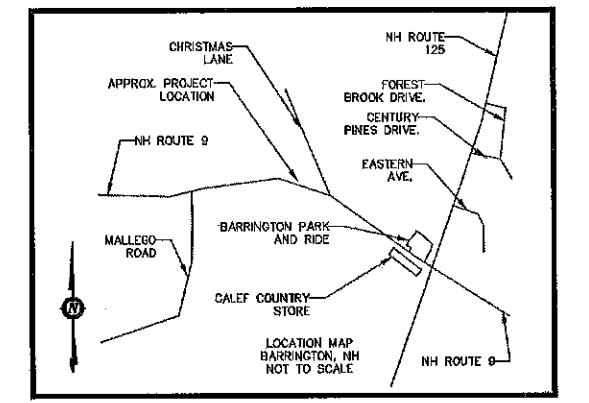 CHRISTMAS
LANE
NH ROUTE
125
APPROX. PROJECT
LOCATION
FOREST
BROOK DRIVE.
CENTURY
PINES DRIVE.
NH ROUTE 9
EASTERN
AVE.
BARRINGTON PARK
AND RIDE
MALLEGO
ROAD
CALEF COUNTRY
STORE
N
LOCATION MAP
BARRINGTON, NH
NOT TO SCALE
NH ROUTE 9